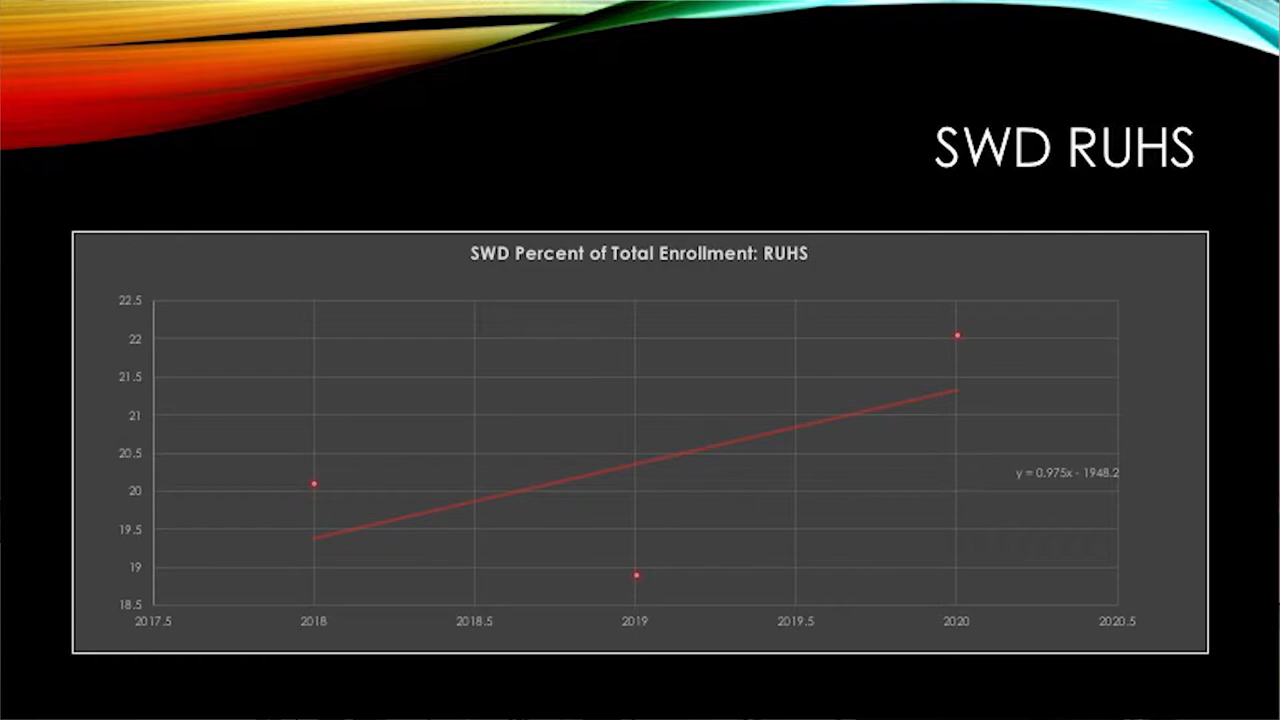 SWD RUHS
SWD Percent of Total Enrollment: RUHS
22.5
22
21.5
21
20.5
20
19.5
19
18.5
y = 0.975x - 1948.2
2017.5 2018 2018.5 2019 2019.5 2020 2020.5